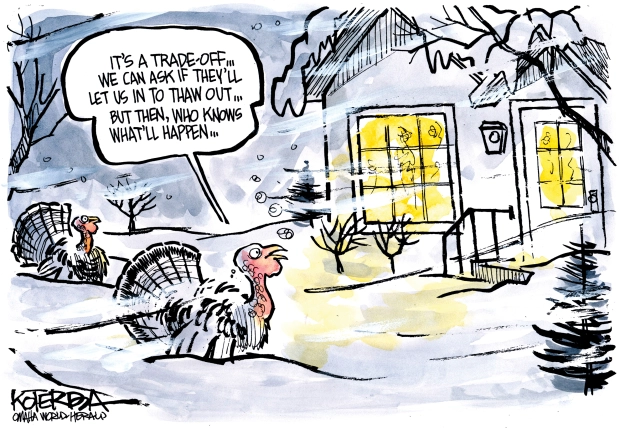 IT'S A TRADE-OFF...
WE CAN ASK IF THEY'LL
LET US IN TO THAW OUT...
BUT THEN, WHO KNOWS
WHAT'LL HAPPEN...
KOTERBA
OMAHA WORLD-HERALD